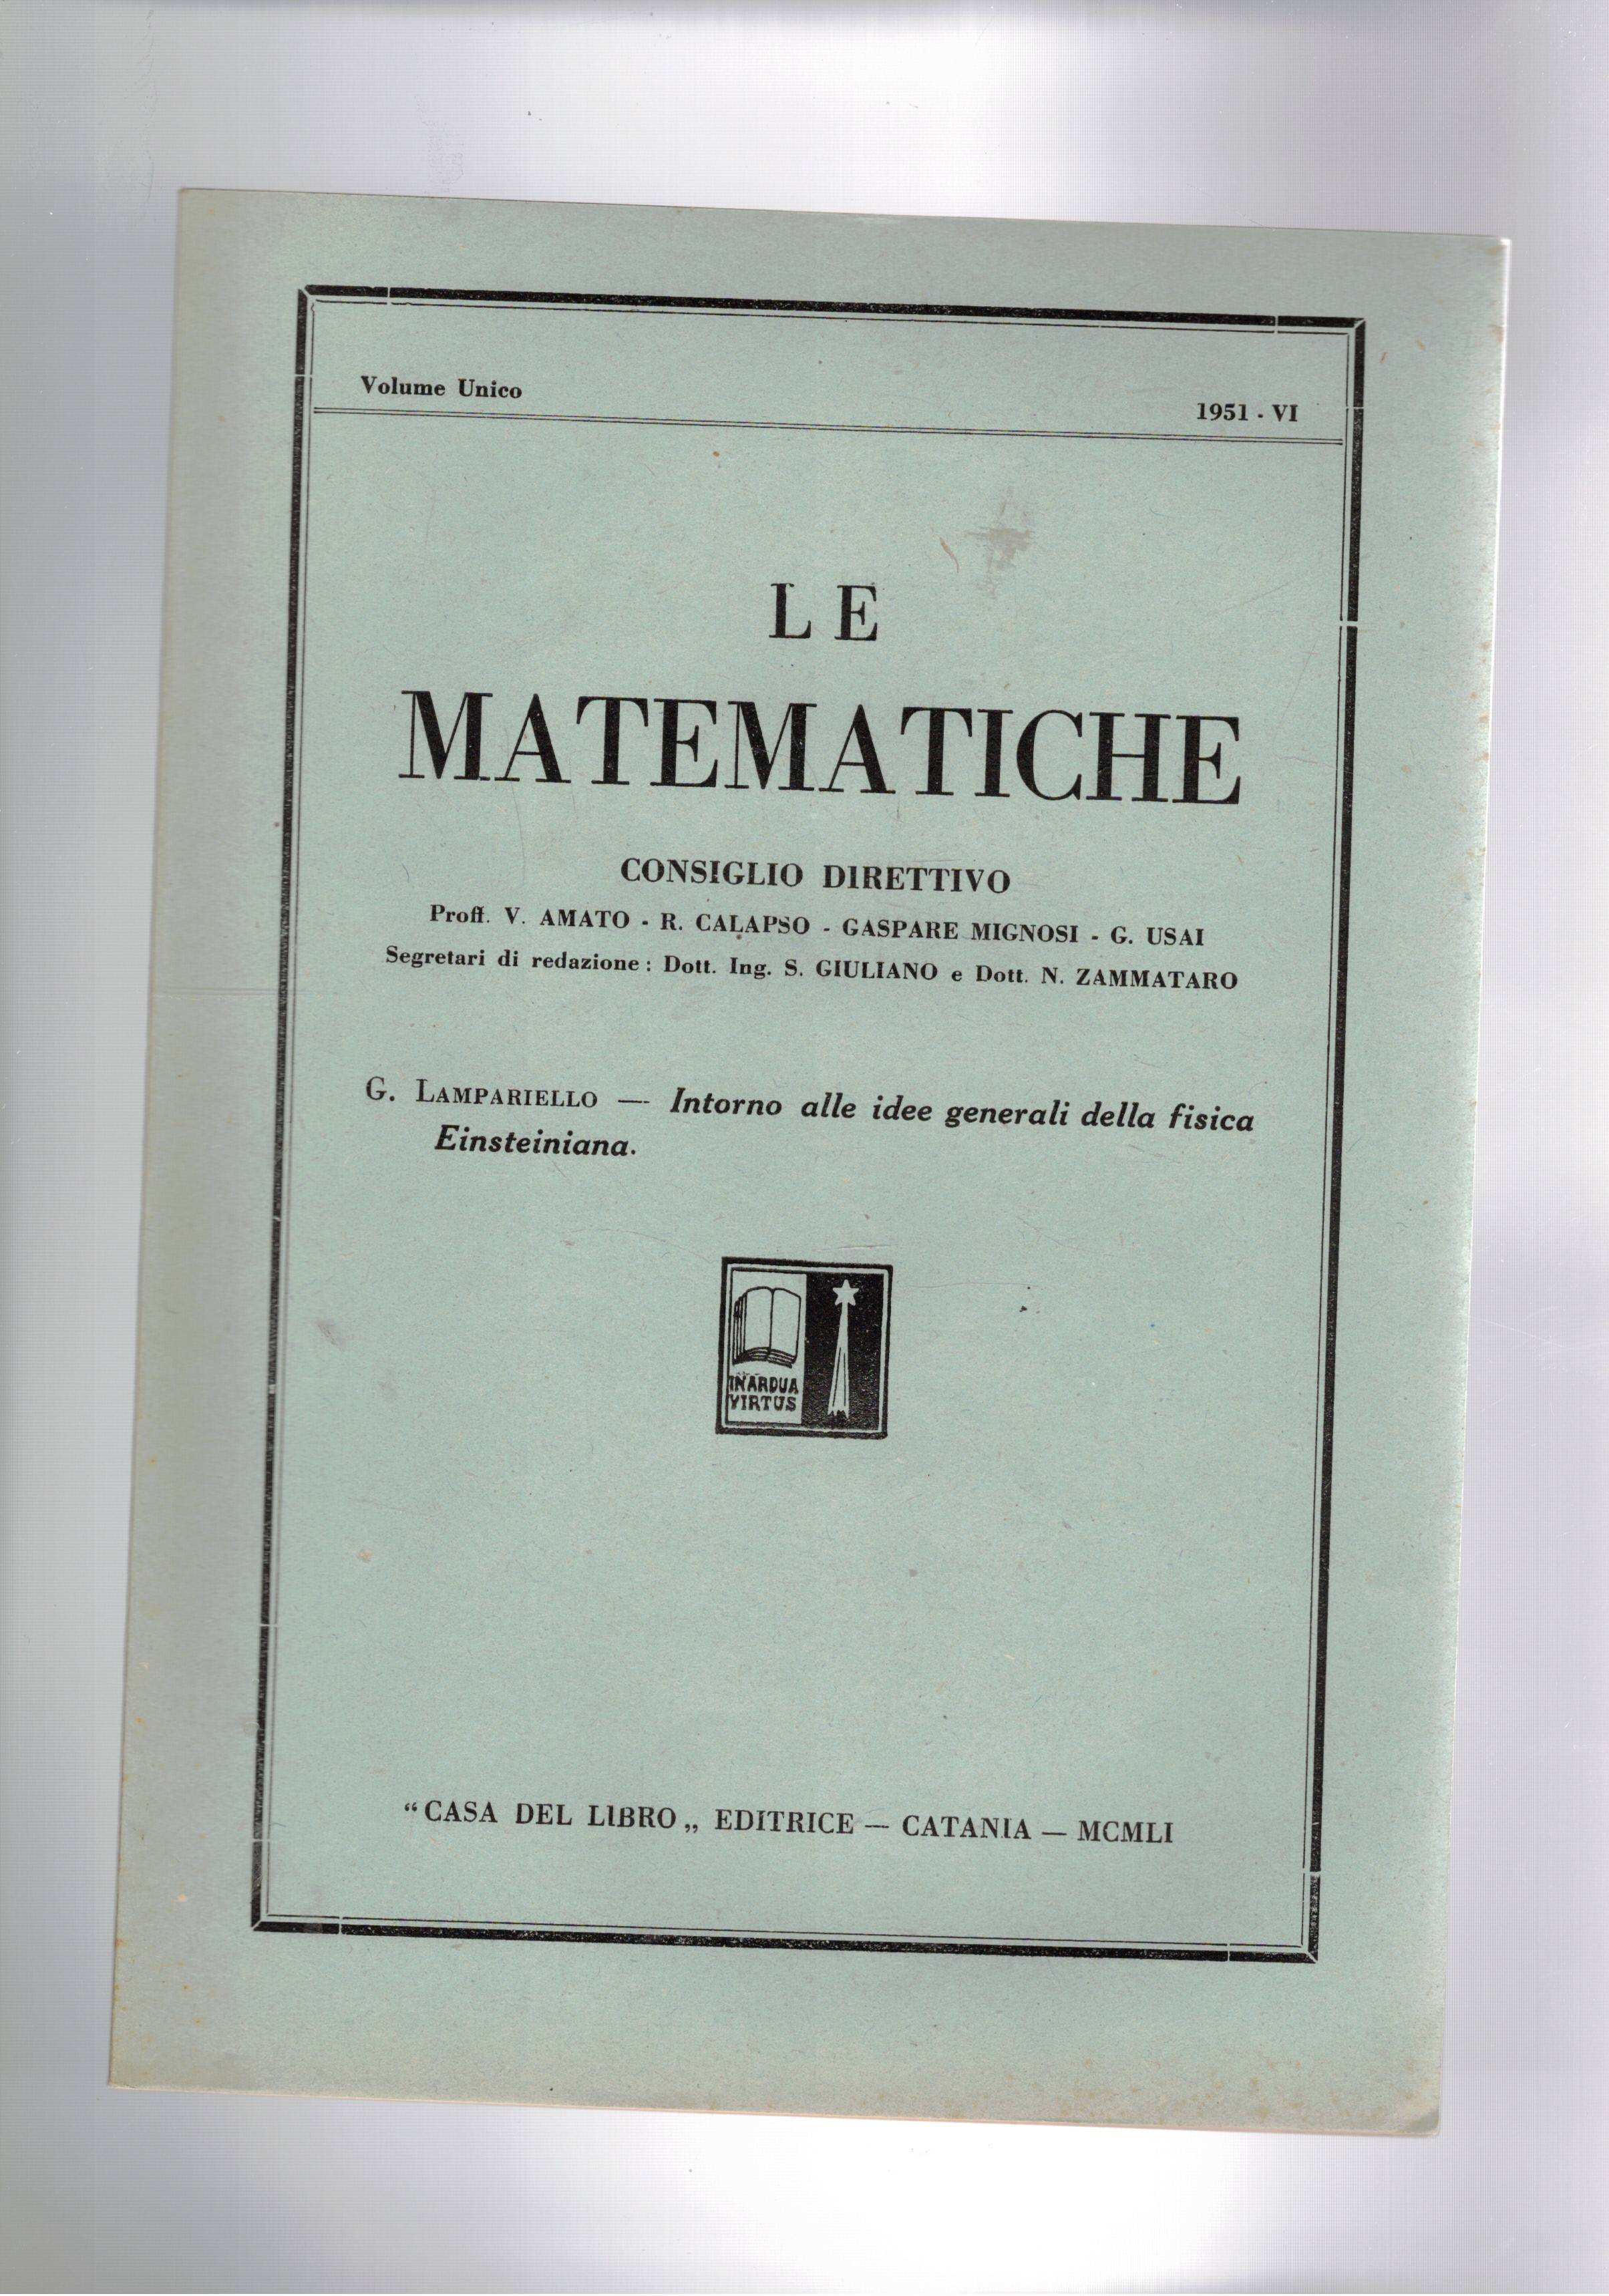 Volume Unico
1951 - VI
LE
MATEMATICHE
CONSIGLIO DIRETTIVO
Proff. V. AMATO - R. CALAPSO - GASPARE MIGNOSI - G. USAI
Segretari di redazione : Dott. Ing. S. GIULIANO e Dott. N. ZAMMATARO
G. LAMPARIELLO — Intorno alle idee generali della fisica
Einsteiniana.
IN ARDUA
VIRTUS
“CASA DEL LIBRO„ EDITRICE — CATANIA — MCMLI